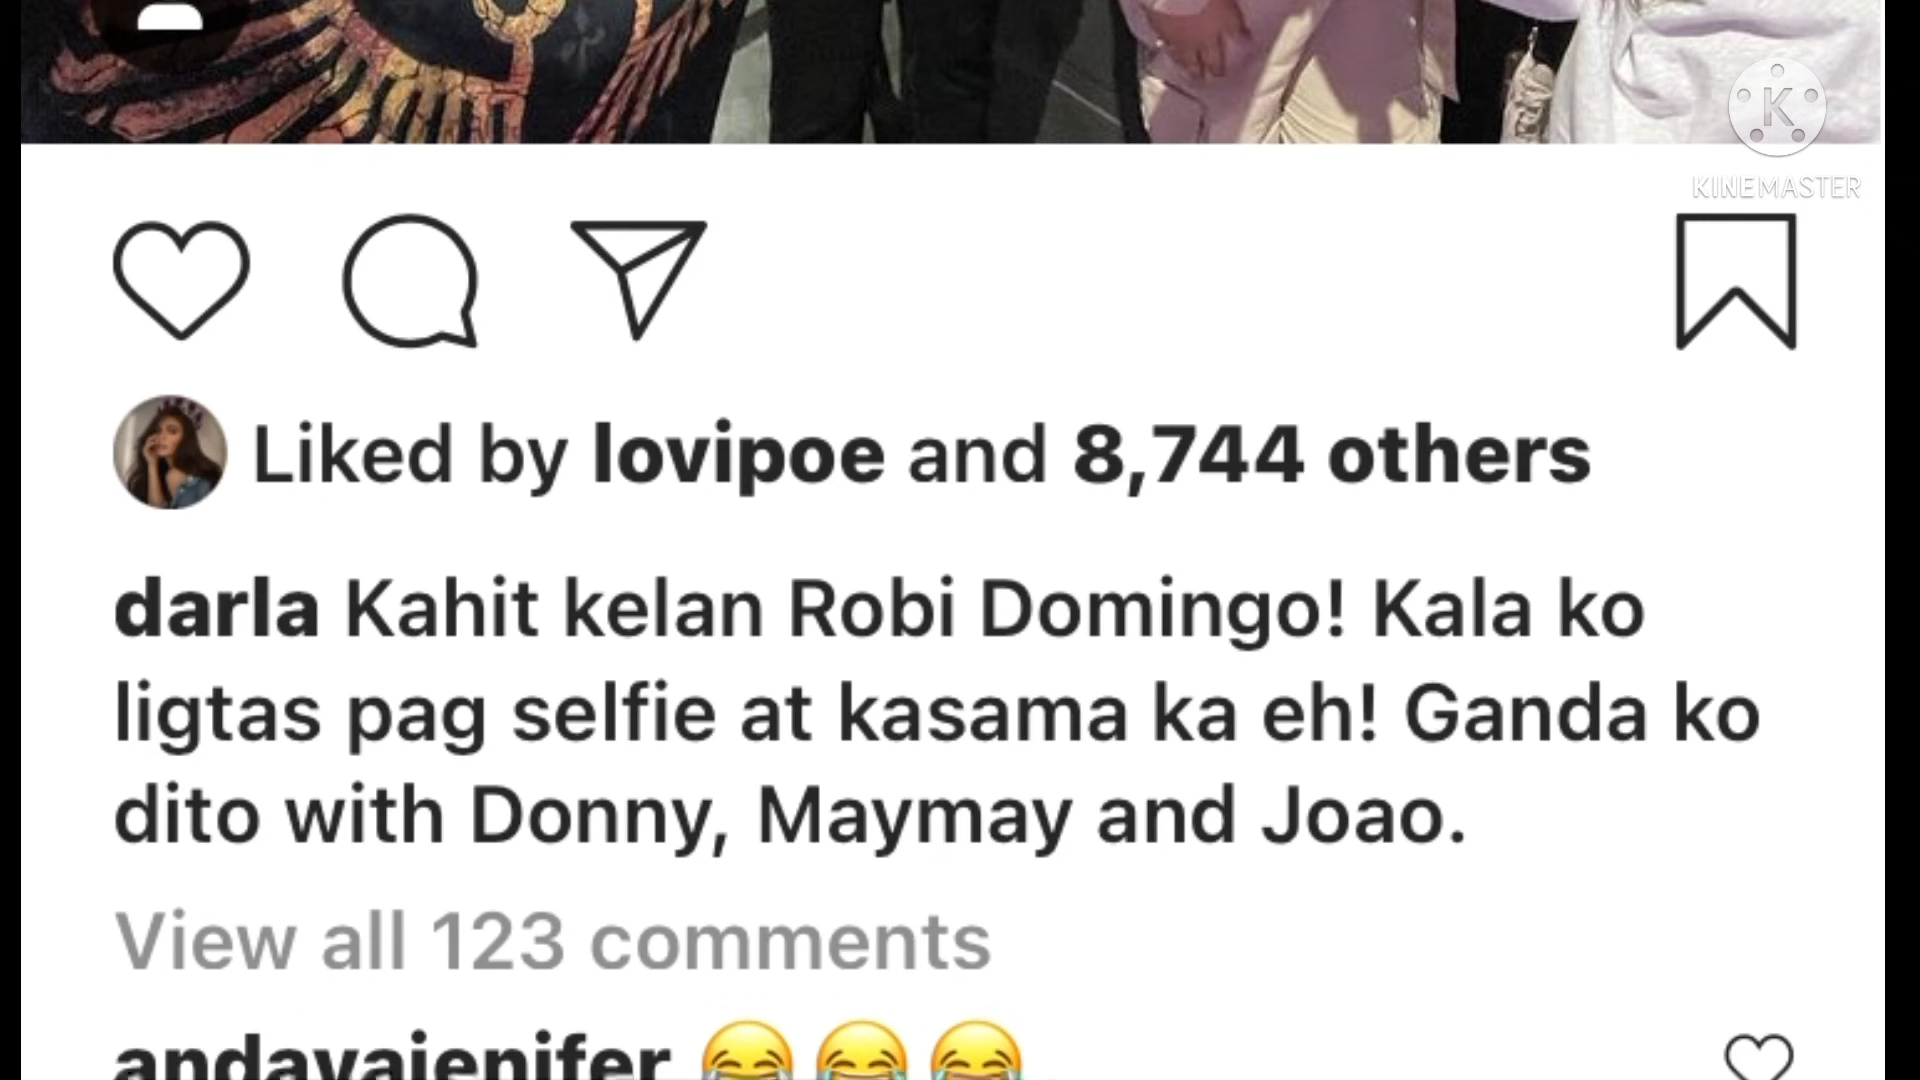 KINEMASTER
Liked by lovipoe and 8,744 others
darla Kahit kelan Robi Domingo! Kala ko
ligtas pag selfie at kasama ka eh! Ganda ko
dito with Donny, Maymay and Joao.
View all 123 comments
andayajenifer 😂😂😂